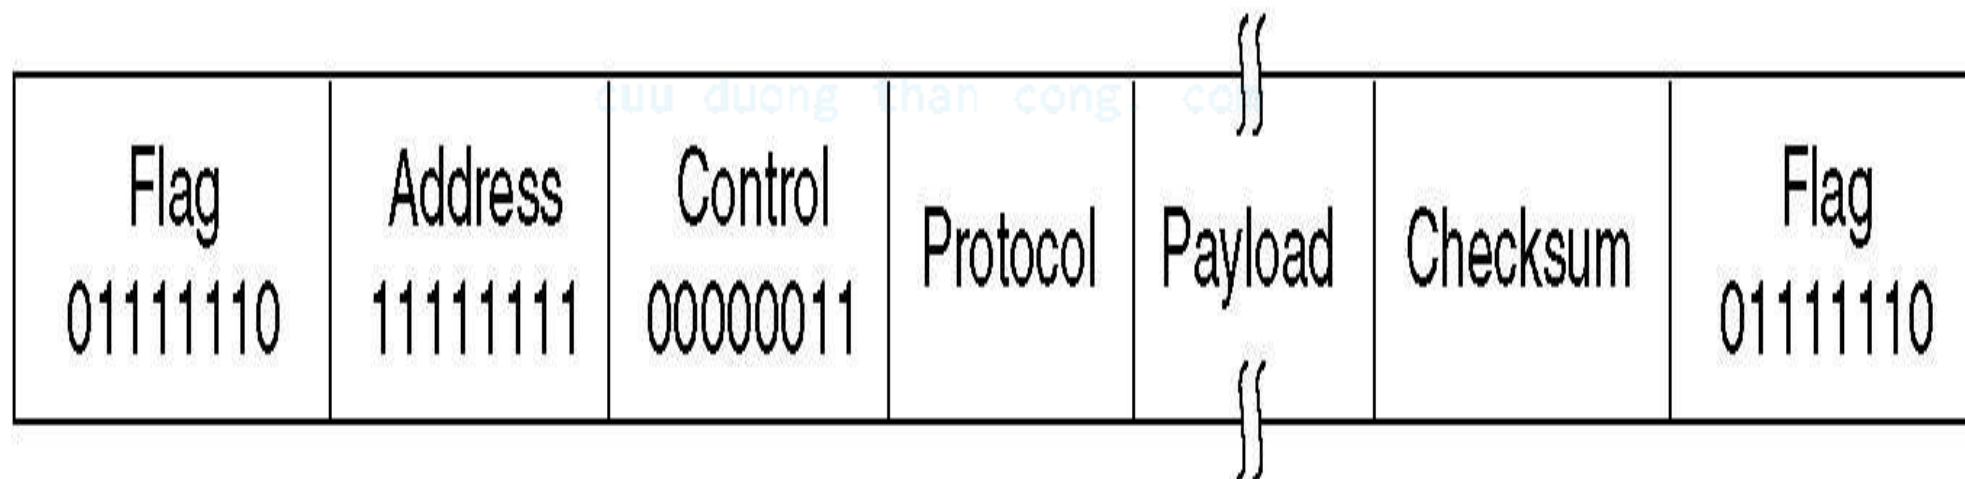 cuu duong than cong. com
Flag
01111110
Address
11111111
Control
00000011
Protocol
Payload
Checksum
Flag
01111110